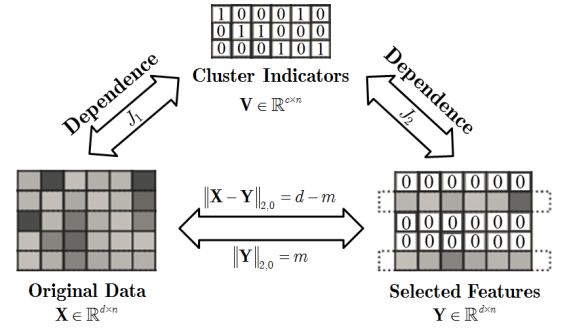 1 0 0 0 1 0
0 1 1 0 0 0
0 0 0 1 0 1
Cluster Indicators
V ∈ ℝ^{c×n}
Dependence
J₁
Dependence
J₂
‖X − Y‖_{2,0} = d − m
‖Y‖_{2,0} = m
0 0 0 0 0 0
0 0 0 0 0 0
0 0 0 0 0 0
Original Data
X ∈ ℝ^{d×n}
Selected Features
Y ∈ ℝ^{d×n}